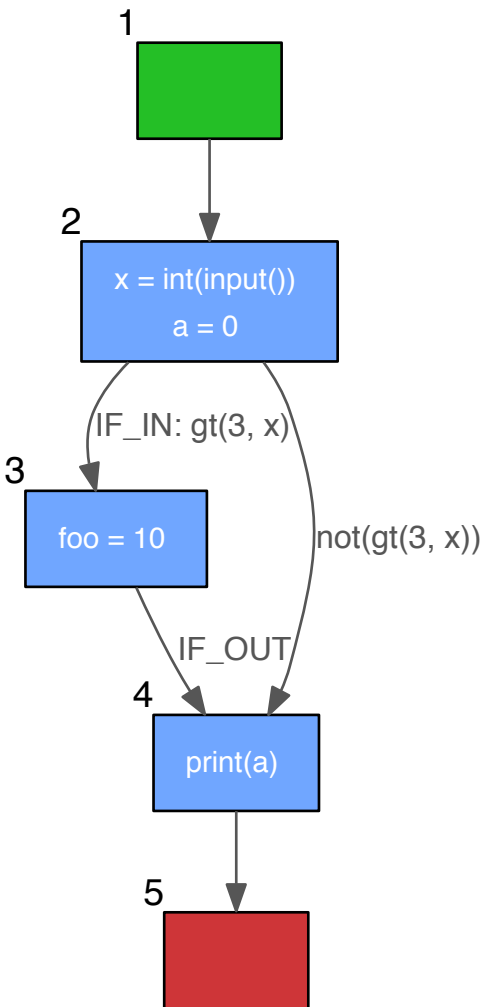 1
2
x = int(input())
a = 0
IF_IN: gt(3, x)
3
foo = 10
not(gt(3, x))
IF_OUT
4
print(a)
5